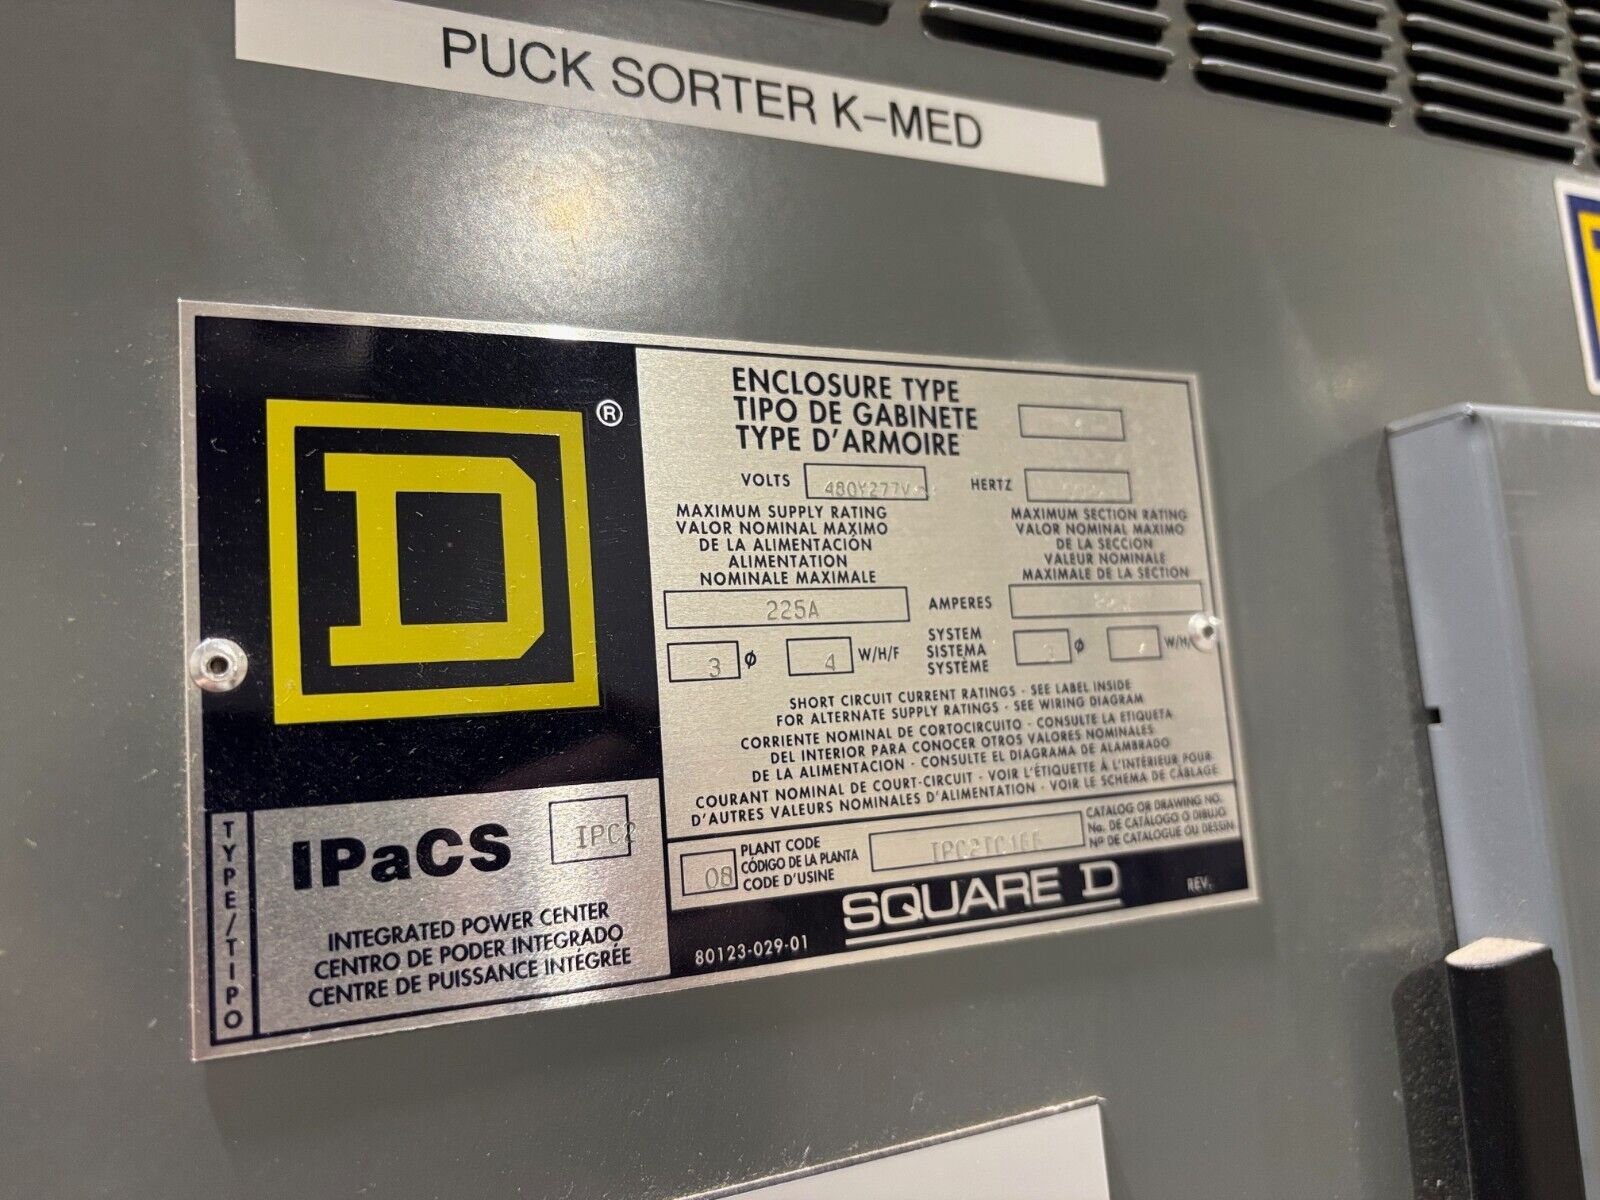 PUCK SORTER K-MED
D®
ENCLOSURE TYPE
TIPO DE GABINETE
TYPE D'ARMOIRE
VOLTS 480Y277V HERTZ
MAXIMUM SUPPLY RATING
VALOR NOMINAL MAXIMO
DE LA ALIMENTACIÓN
ALIMENTATION
NOMINALE MAXIMALE
MAXIMUM SECTION RATING
VALOR NOMINAL MAXIMO
DE LA SECCION
VALEUR NOMINALE
MAXIMALE DE LA SECTION
225A AMPERES
3 Ø 4 W/H/F
SYSTEM
SISTEMA
SYSTÈME
3 Ø W/H/
SHORT CIRCUIT CURRENT RATINGS - SEE LABEL INSIDE
FOR ALTERNATE SUPPLY RATINGS - SEE WIRING DIAGRAM
CORRIENTE NOMINAL DE CORTOCIRCUITO - CONSULTE LA ETIQUETA
DEL INTERIOR PARA CONOCER OTROS VALORES NOMINALES
DE LA ALIMENTACION - CONSULTE EL DIAGRAMA DE ALAMBRADO
COURANT NOMINAL DE COURT-CIRCUIT - VOIR L'ÉTIQUETTE À L'INTÉRIEUR POUR
D'AUTRES VALEURS NOMINALES D'ALIMENTATION - VOIR LE SCHEMA DE CÂBLAGE
TYPE/TIPO
IPaCS IPC2
INTEGRATED POWER CENTER
CENTRO DE PODER INTEGRADO
CENTRE DE PUISSANCE INTÉGRÉE
08
PLANT CODE
CÓDIGO DE LA PLANTA
CODE D'USINE
CATALOG OR DRAWING NO.
No. DE CATÁLOGO O DIBUJO
Nº DE CATALOGUE OU DESSIN
80123-029-01
SQUARE D
REV.